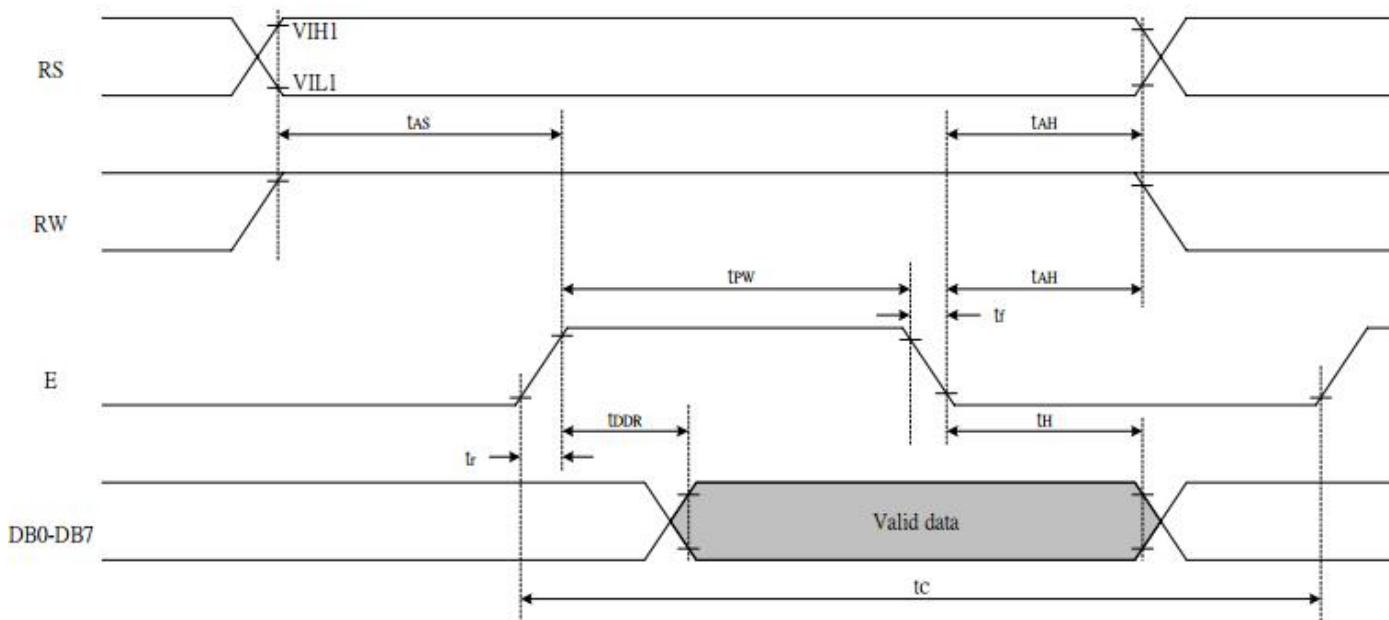 VIH1
RS
VIL1
tAS
tAH
RW
tPW
tAH
tf
E
tDDR
tH
tr
Valid data
DB0-DB7
tC